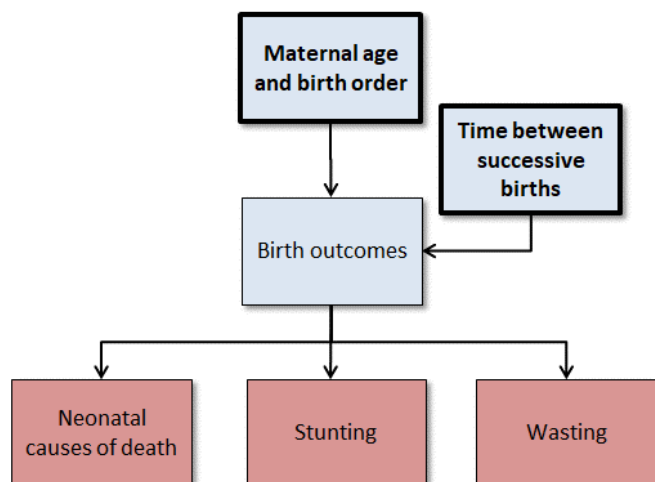 Maternal age
and birth order
Time between
successive
births
Birth outcomes
Neonatal
causes of death
Stunting
Wasting